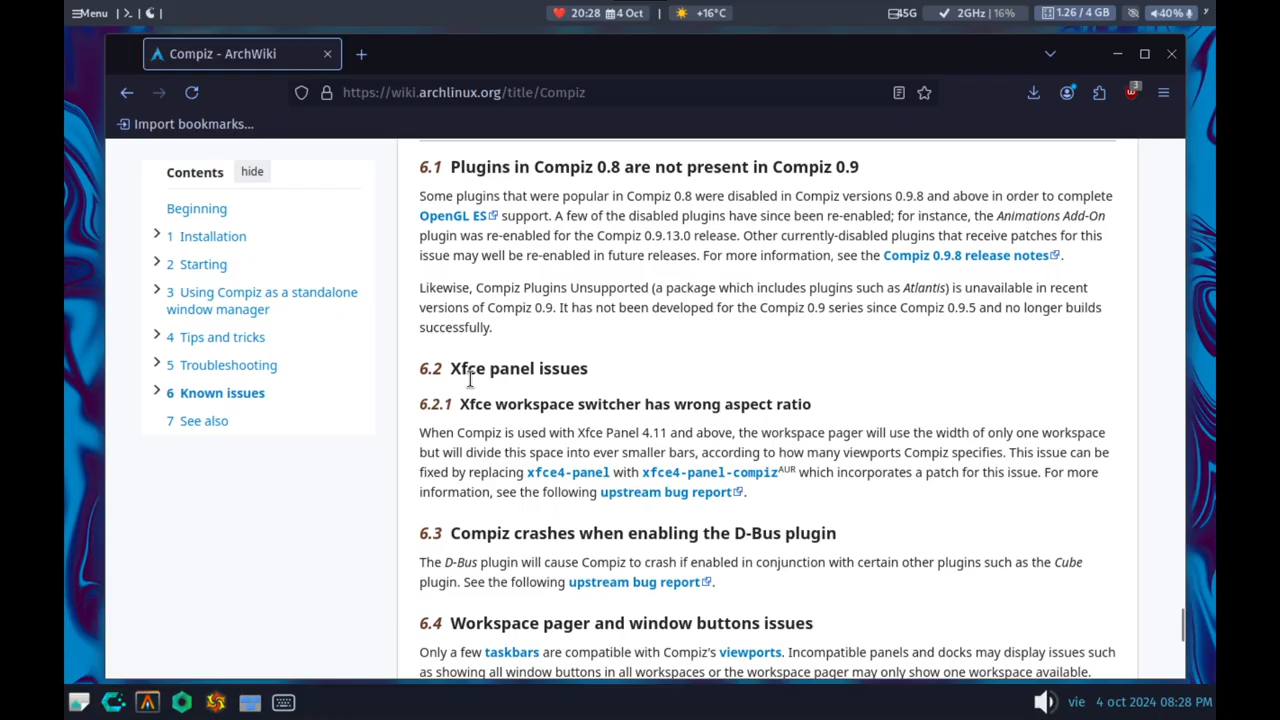 Menu
20:28 4 Oct
+16°C
45G
2GHz | 16%
1.26 / 4 GB
40%
Compiz - ArchWiki
https://wiki.archlinux.org/title/Compiz
3
Import bookmarks...
Contents
hide
Beginning
1 Installation
2 Starting
3 Using Compiz as a standalone
window manager
4 Tips and tricks
5 Troubleshooting
6 Known issues
7 See also
6.1 Plugins in Compiz 0.8 are not present in Compiz 0.9
Some plugins that were popular in Compiz 0.8 were disabled in Compiz versions 0.9.8 and above in order to complete
OpenGL ES support. A few of the disabled plugins have since been re-enabled; for instance, the Animations Add-On
plugin was re-enabled for the Compiz 0.9.13.0 release. Other currently-disabled plugins that receive patches for this
issue may well be re-enabled in future releases. For more information, see the Compiz 0.9.8 release notes.
Likewise, Compiz Plugins Unsupported (a package which includes plugins such as Atlantis) is unavailable in recent
versions of Compiz 0.9. It has not been developed for the Compiz 0.9 series since Compiz 0.9.5 and no longer builds
successfully.
6.2 Xfce panel issues
6.2.1 Xfce workspace switcher has wrong aspect ratio
When Compiz is used with Xfce Panel 4.11 and above, the workspace pager will use the width of only one workspace
but will divide this space into ever smaller bars, according to how many viewports Compiz specifies. This issue can be
fixed by replacing xfce4-panel with xfce4-panel-compizAUR which incorporates a patch for this issue. For more
information, see the following upstream bug report.
6.3 Compiz crashes when enabling the D-Bus plugin
The D-Bus plugin will cause Compiz to crash if enabled in conjunction with certain other plugins such as the Cube
plugin. See the following upstream bug report.
6.4 Workspace pager and window buttons issues
Only a few taskbars are compatible with Compiz's viewports. Incompatible panels and docks may display issues such
as showing all window buttons in all workspaces or the workspace pager may only show one workspace available.
vie 4 oct 2024 08:28 PM